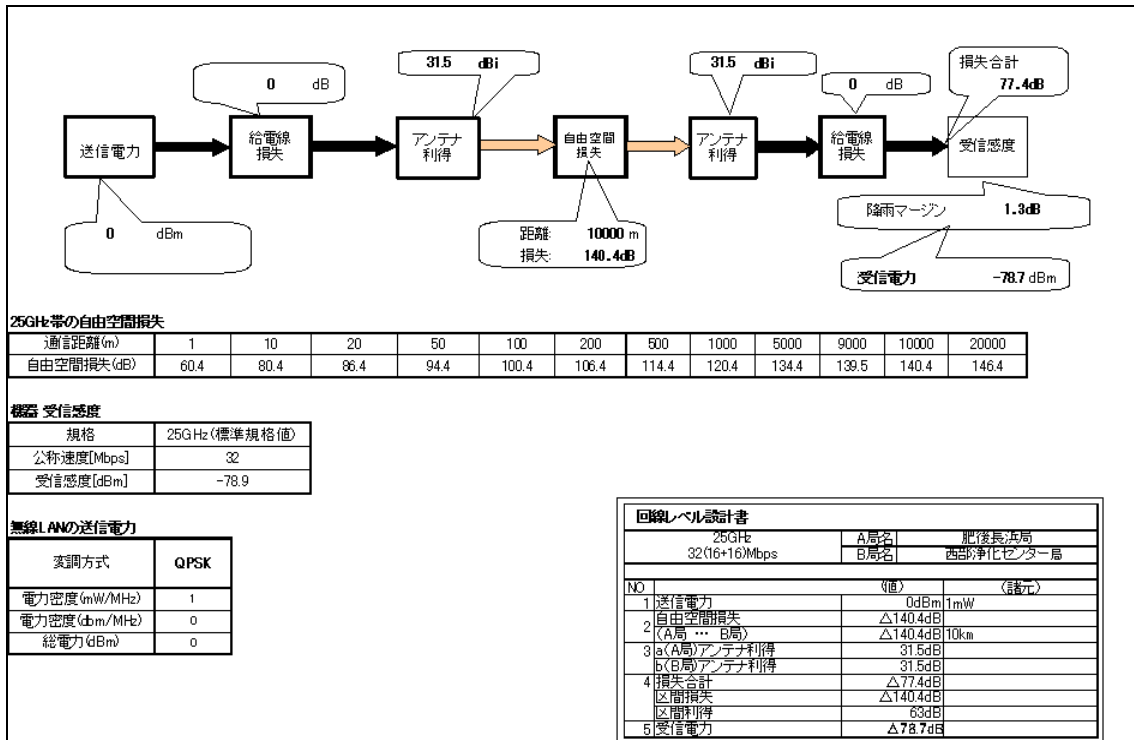 0 dB
31.5 dBi
31.5 dBi
0 dB
損失合計
77.4dB
送信電力
給電線
損失
アンテナ
利得
自由空間
損失
アンテナ
利得
給電線
損失
受信感度
0 dBm
距離: 10000 m
損失: 140.4dB
降雨マージン 1.3dB
受信電力 -78.7 dBm
25GHz帯の自由空間損失
通信距離(m) 1 10 20 50 100 200 500 1000 5000 9000 10000 20000
自由空間損失(dB) 60.4 80.4 86.4 94.4 100.4 106.4 114.4 120.4 134.4 139.5 140.4 146.4
機器 受信感度
規格 25GHz(標準規格値)
公称速度[Mbps] 32
受信感度[dBm] -78.9
無線LANの送信電力
変調方式 QPSK
電力密度(mW/MHz) 1
電力密度(dbm/MHz) 0
総電力(dBm) 0
回線レベル設計書
25GHz A局名 肥後長浜局
32(16+16)Mbps B局名 西部浄化センター局
NO (値) (諸元)
1 送信電力 0dBm 1mW
2 自由空間損失 △140.4dB
(A局 … B局) △140.4dB 10km
3 a(A局)アンテナ利得 31.5dB
b(B局)アンテナ利得 31.5dB
4 損失合計 △77.4dB
区間損失 △140.4dB
区間利得 63dB
5 受信電力 △78.7dB